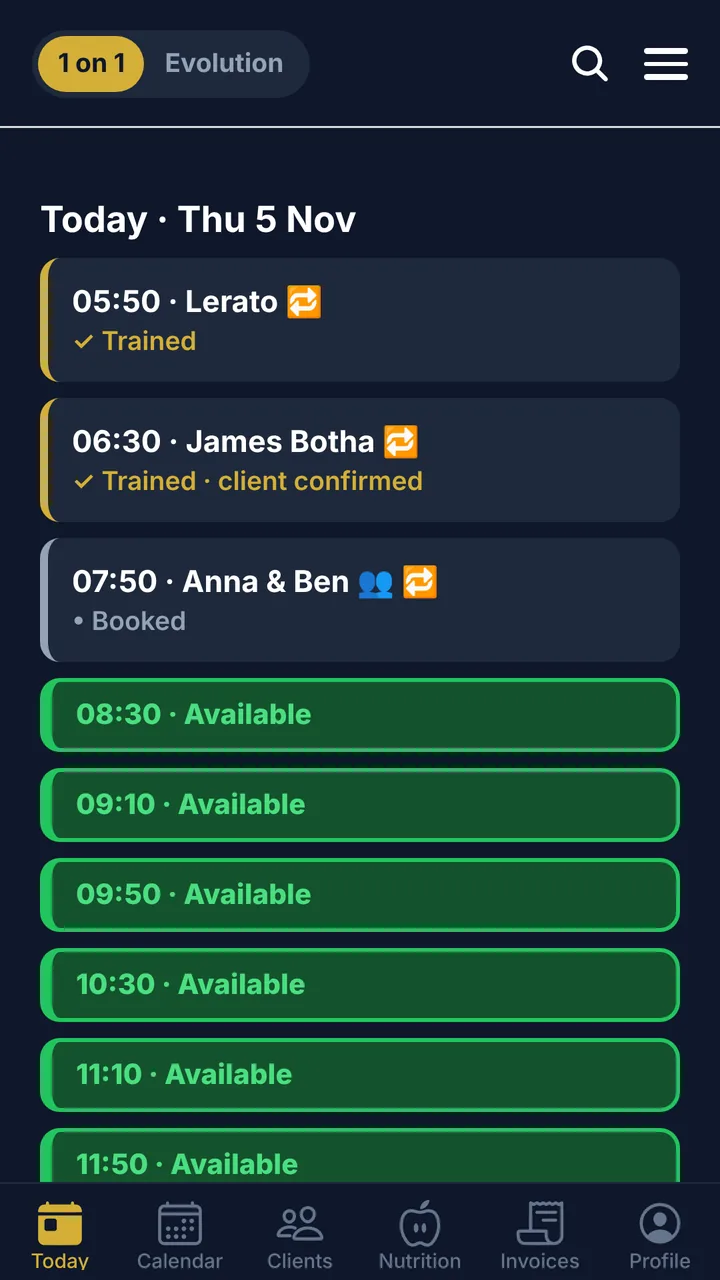 1 on 1 Evolution
Today · Thu 5 Nov
05:50 · Lerato 🔁
✓ Trained
06:30 · James Botha 🔁
✓ Trained · client confirmed
07:50 · Anna & Ben 👥 🔁
• Booked
08:30 · Available
09:10 · Available
09:50 · Available
10:30 · Available
11:10 · Available
11:50 · Available
Today Calendar Clients Nutrition Invoices Profile